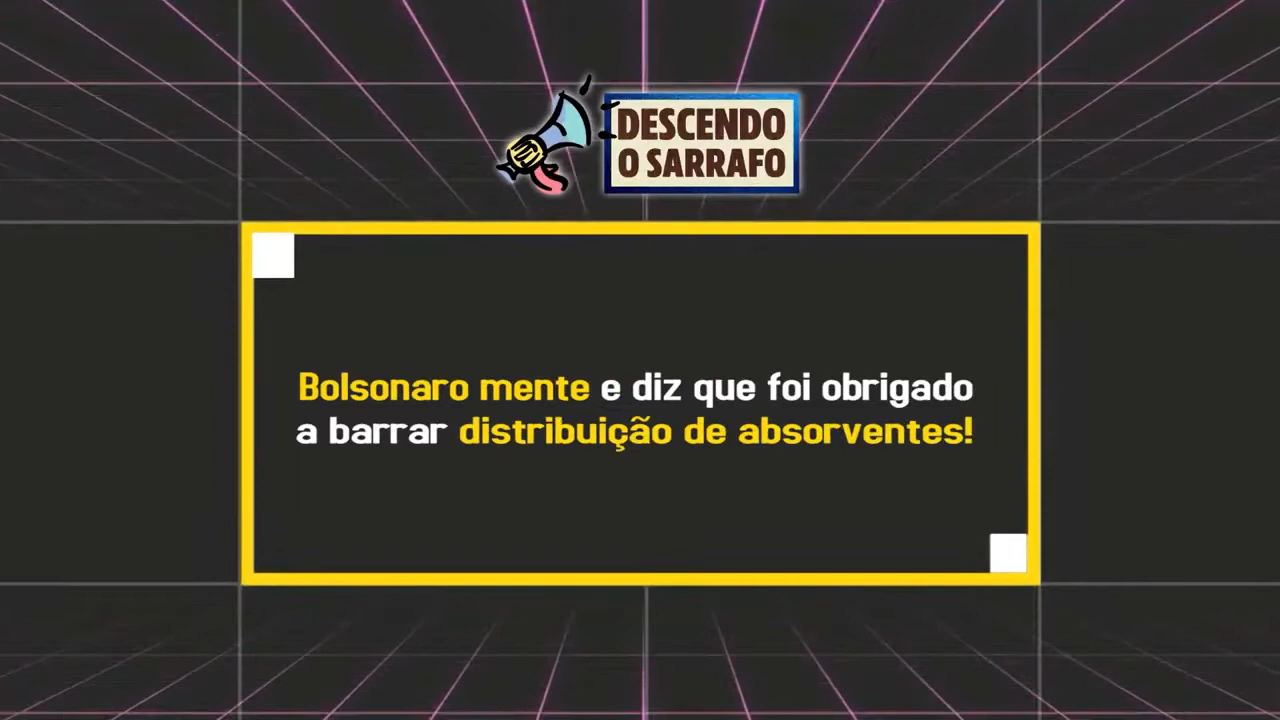 DESCENDO
O SARRAFO
Bolsonaro mente e diz que foi obrigado
a barrar distribuição de absorventes!